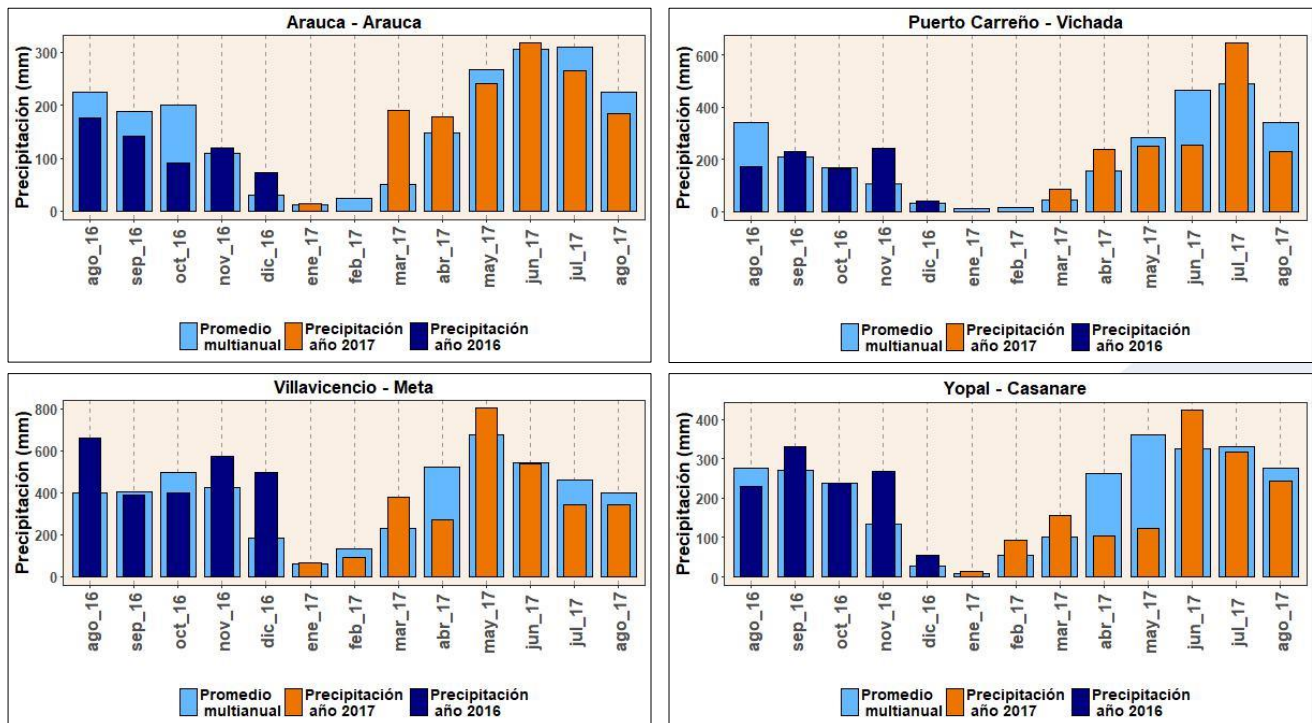 Arauca - Arauca
Precipitación (mm)
300
200
100
0
ago_16
sep_16
oct_16
nov_16
dic_16
ene_17
feb_17
mar_17
abr_17
may_17
jun_17
jul_17
ago_17
Promedio multianual
Precipitación año 2017
Precipitación año 2016
Puerto Carreño - Vichada
Precipitación (mm)
600
400
200
0
ago_16
sep_16
oct_16
nov_16
dic_16
ene_17
feb_17
mar_17
abr_17
may_17
jun_17
jul_17
ago_17
Promedio multianual
Precipitación año 2017
Precipitación año 2016
Villavicencio - Meta
Precipitación (mm)
800
600
400
200
0
ago_16
sep_16
oct_16
nov_16
dic_16
ene_17
feb_17
mar_17
abr_17
may_17
jun_17
jul_17
ago_17
Promedio multianual
Precipitación año 2017
Precipitación año 2016
Yopal - Casanare
Precipitación (mm)
400
300
200
100
0
ago_16
sep_16
oct_16
nov_16
dic_16
ene_17
feb_17
mar_17
abr_17
may_17
jun_17
jul_17
ago_17
Promedio multianual
Precipitación año 2017
Precipitación año 2016